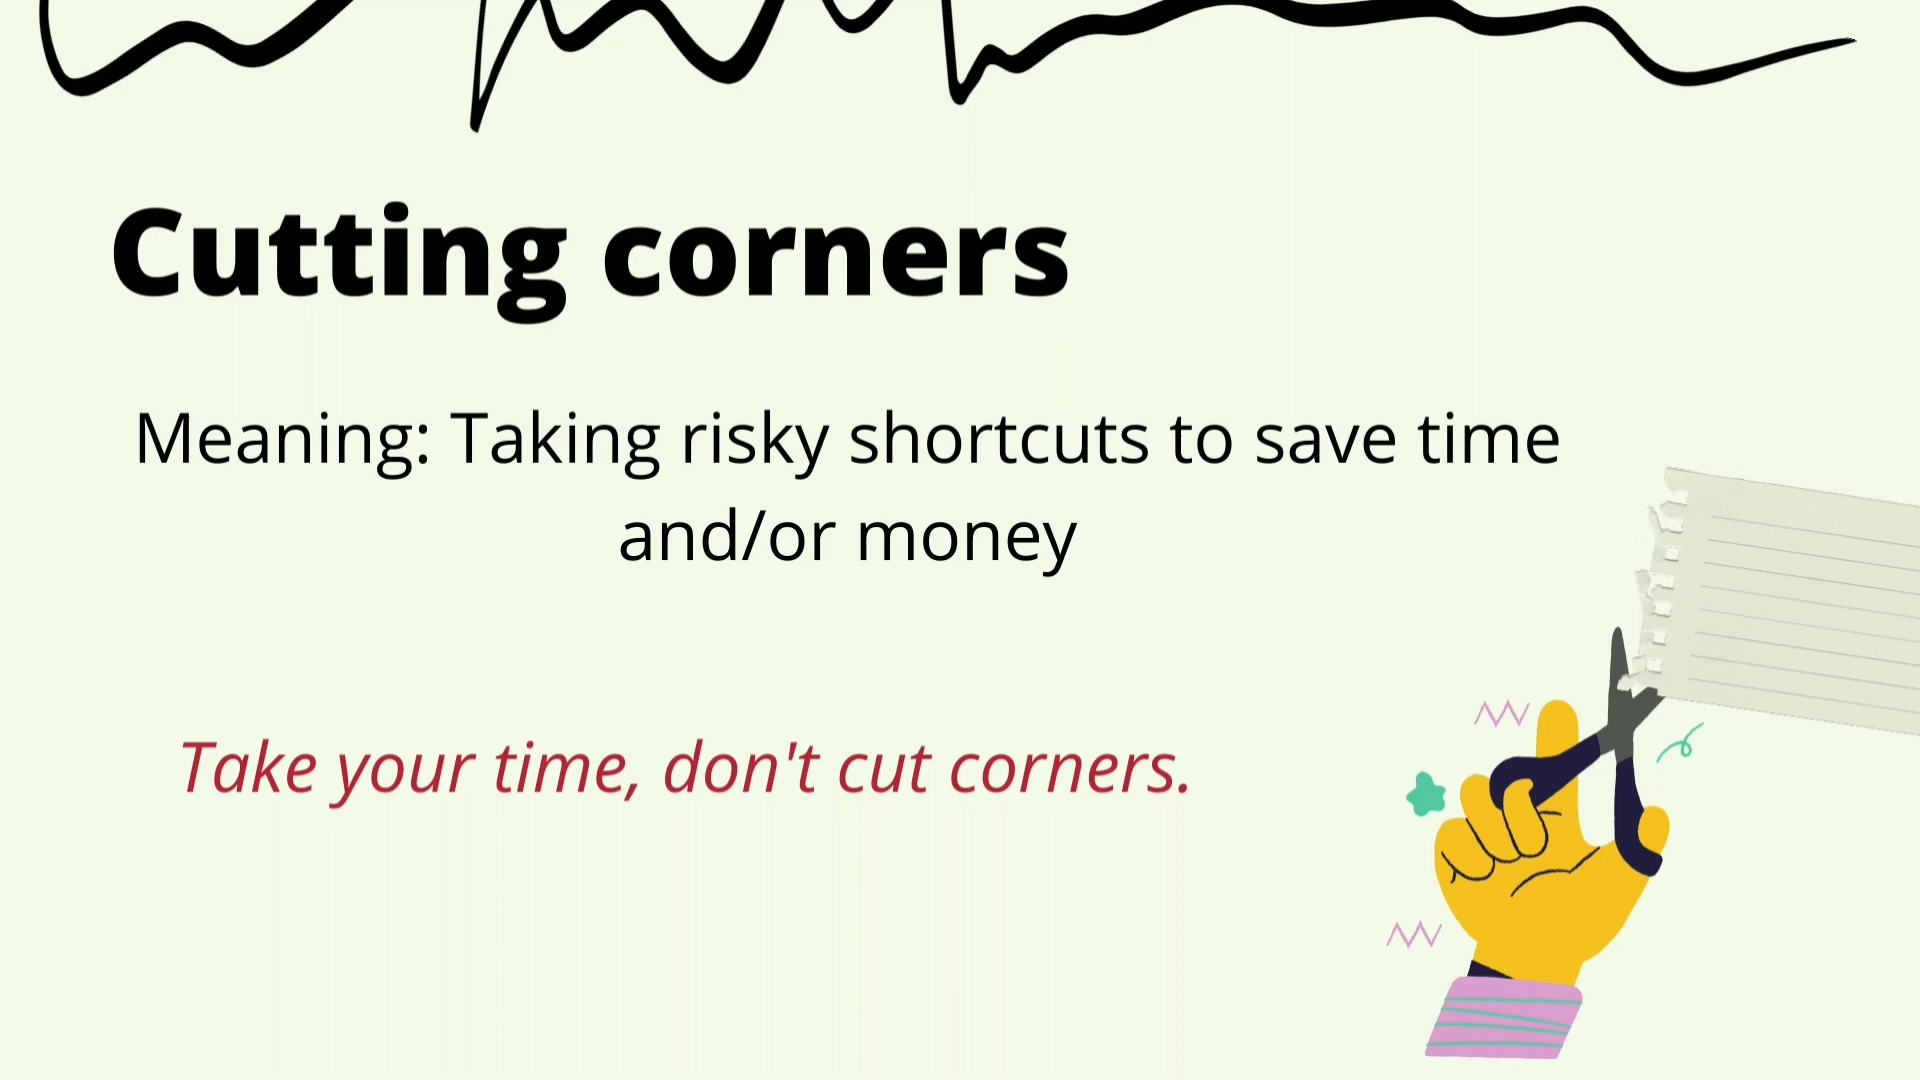 Cutting corners
Meaning: Taking risky shortcuts to save time
and/or money
Take your time, don't cut corners.